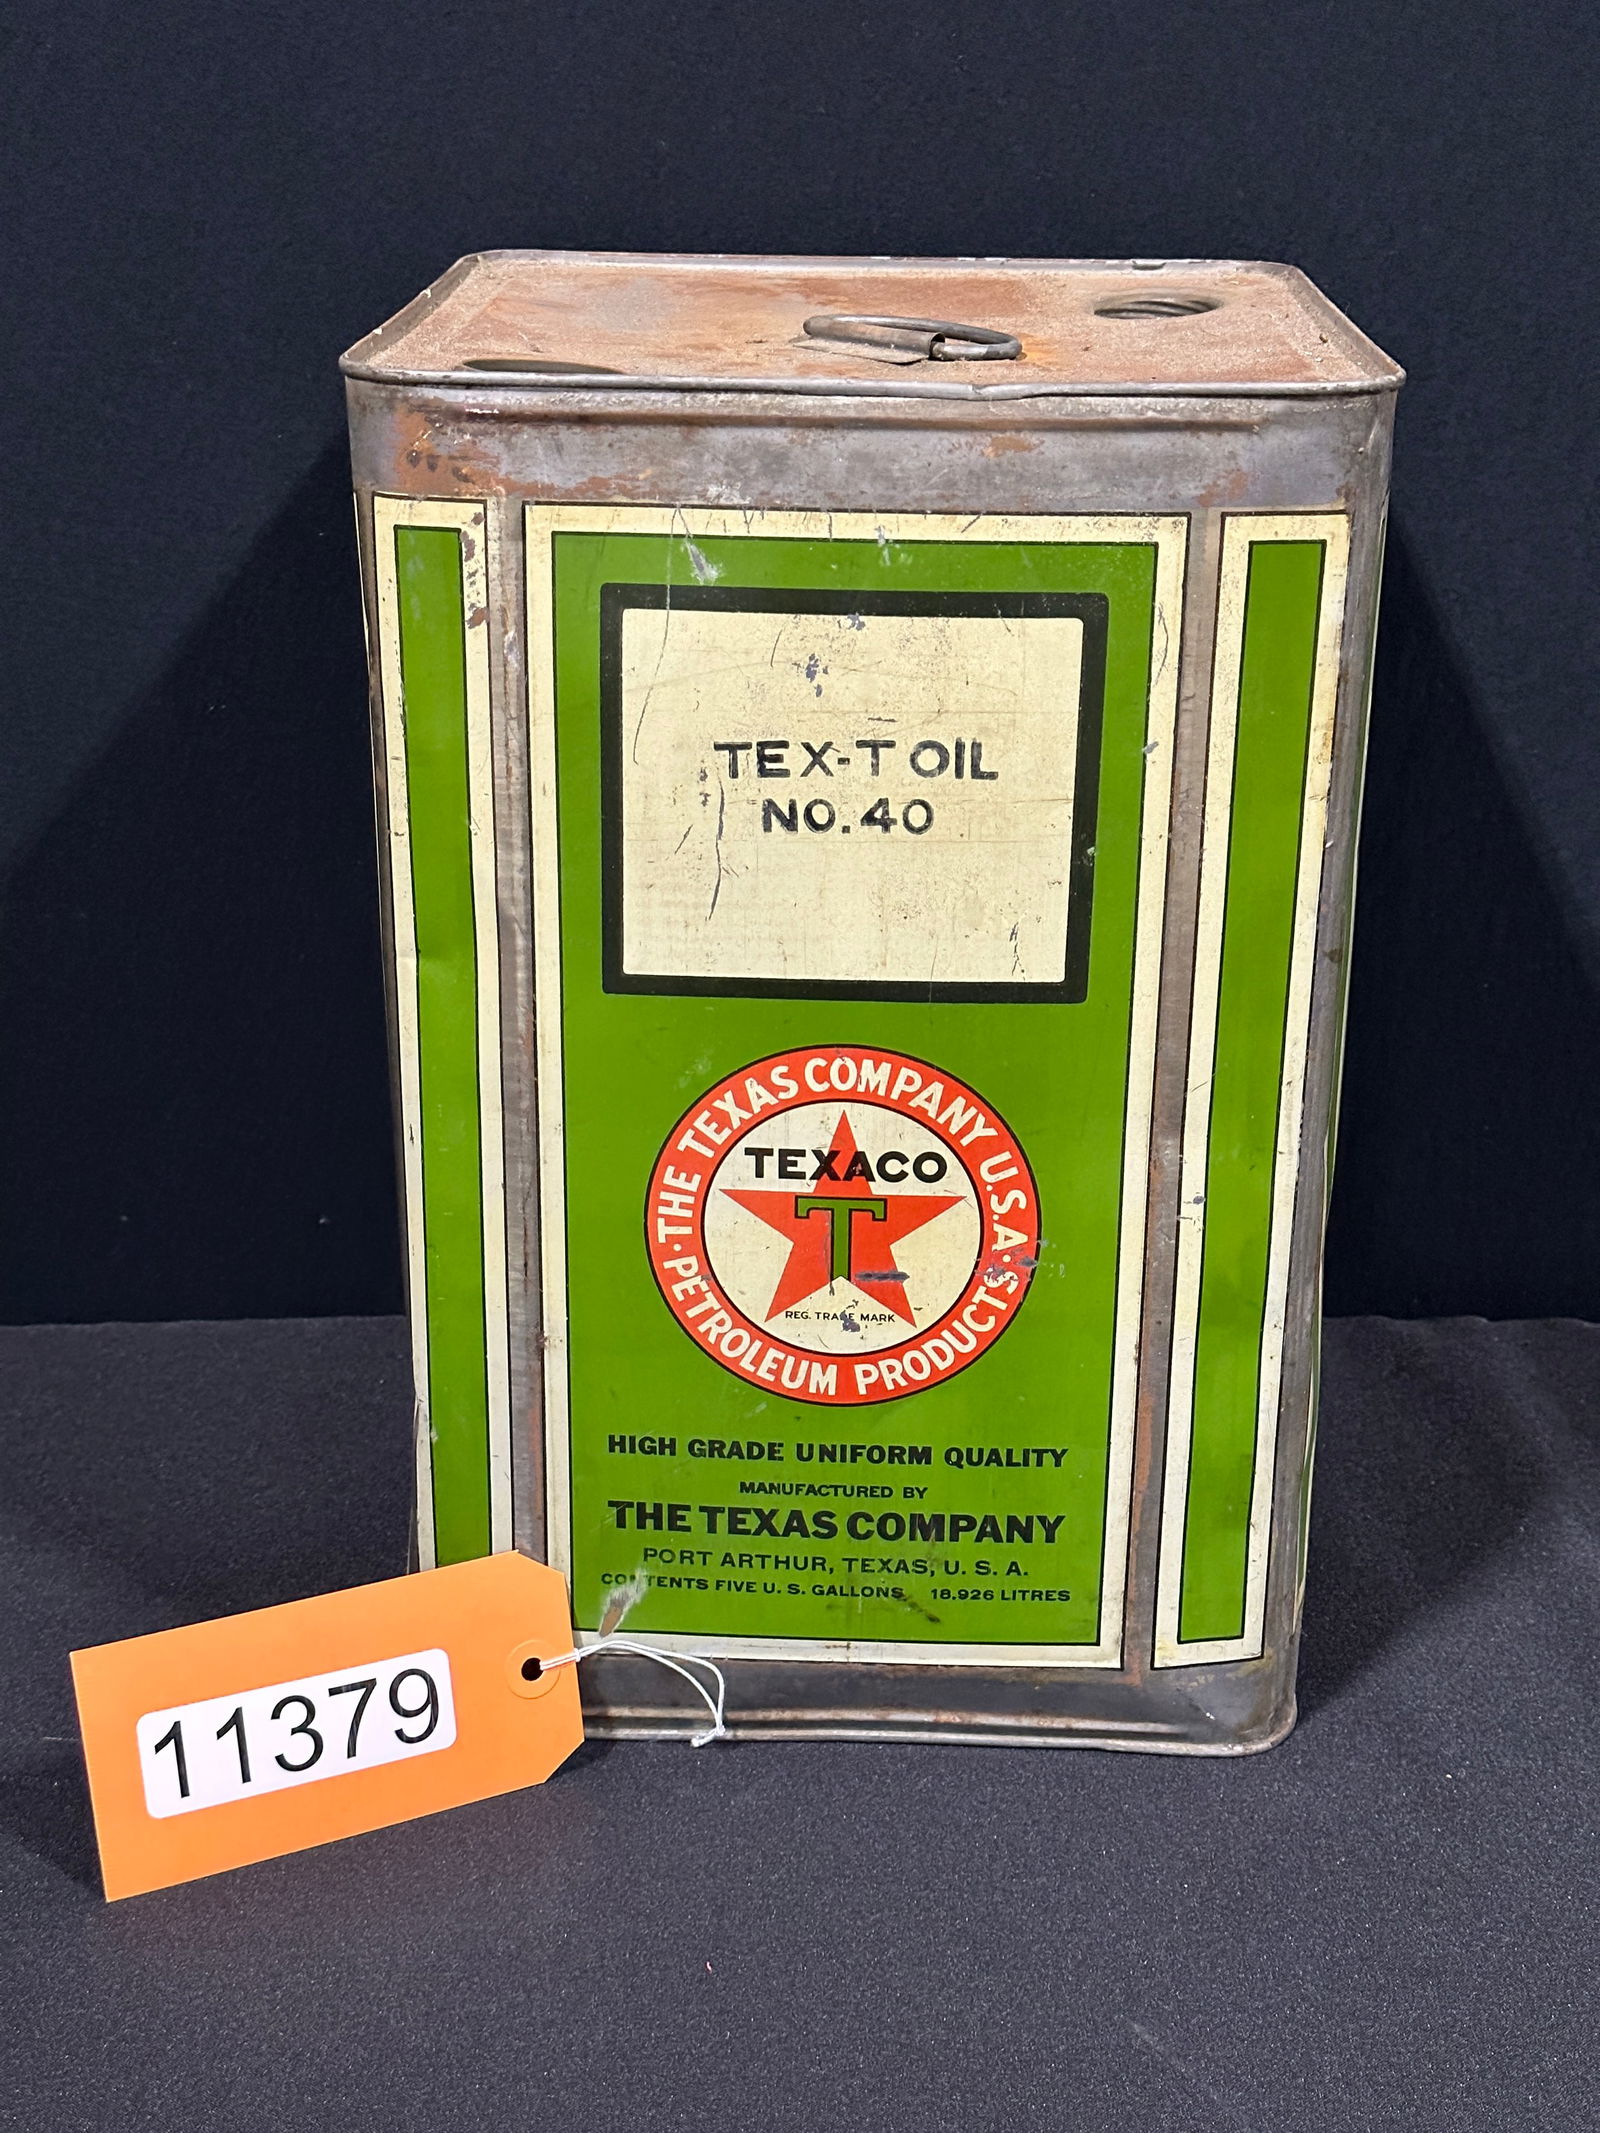 TEX-T OIL
NO.40
THE TEXAS COMPANY U.S.A.
TEXACO
T
REG. TRADE MARK
PETROLEUM PRODUCTS
HIGH GRADE UNIFORM QUALITY
MANUFACTURED BY
THE TEXAS COMPANY
PORT ARTHUR, TEXAS, U. S. A.
CONTENTS FIVE U. S. GALLONS 18.926 LITRES
11379